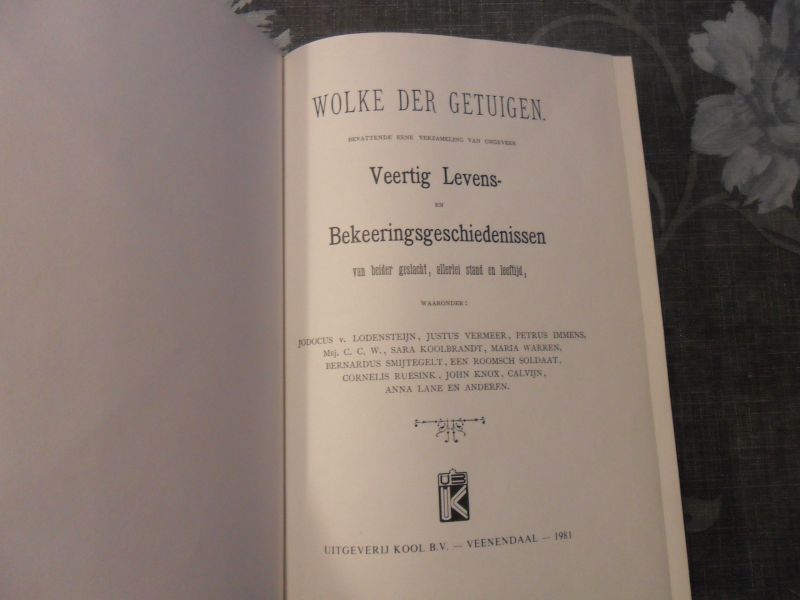 WOLKE DER GETUIGEN.
BEVATTENDE EENE VERZAMELING VAN ONGEVEER
Veertig Levens-
EN
Bekeeringsgeschiedenissen
van beider geslacht, allerlei stand en leeftijd,
WAARONDER:
JODOCUS v. LODENSTEIJN, JUSTUS VERMEER, PETRUS IMMENS,
Mej. C. C. W., SARA KOOLBRANDT, MARIA WARREN,
BERNARDUS SMIJTEGELT, EEN ROOMSCH SOLDAAT,
CORNELIS RUESINK, JOHN KNOX, CALVIJN,
ANNA LANE EN ANDEREN.
UB
K
UITGEVERIJ KOOL B.V. — VEENENDAAL — 1981